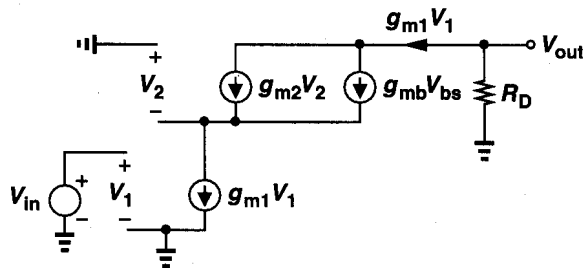 g_m1V_1
V_out
+
V_2
−
g_m2V_2
g_mbV_bs
R_D
V_in
+
−
+
V_1
−
g_m1V_1